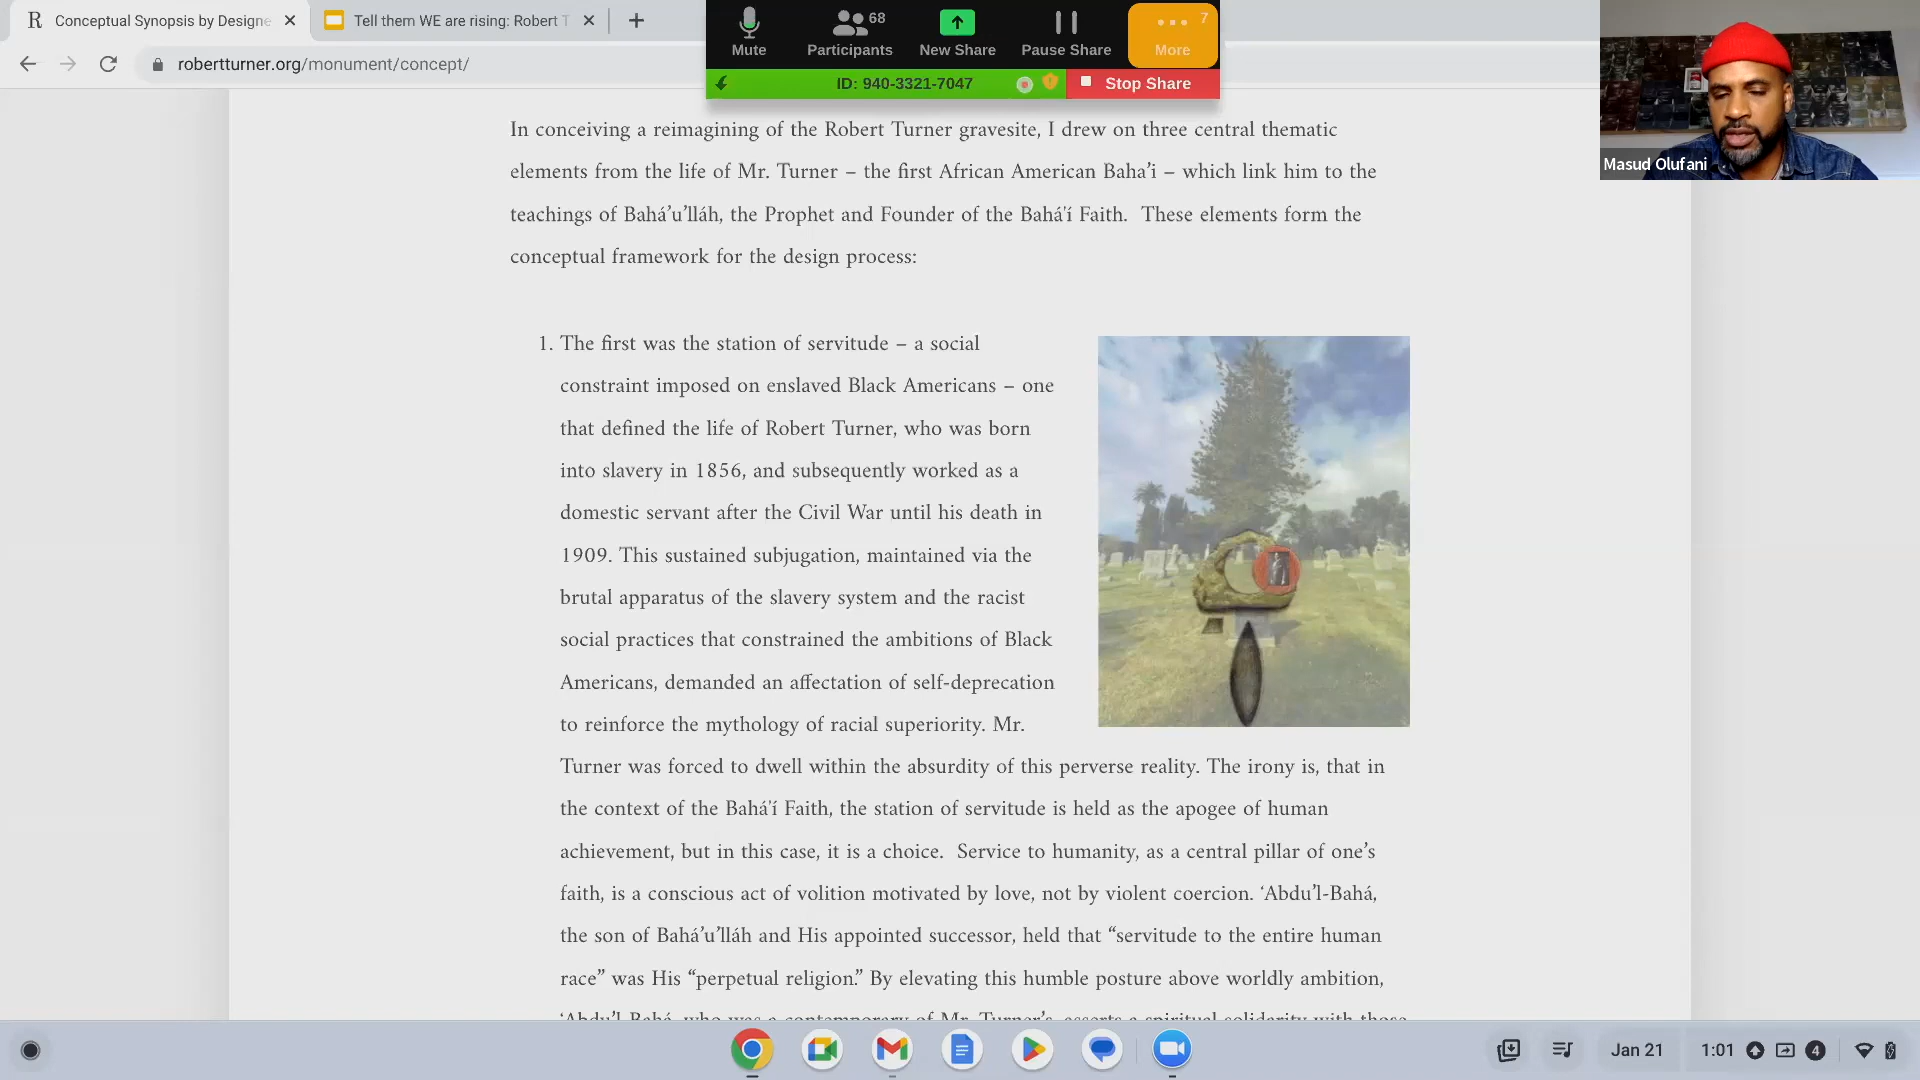 Conceptual Synopsis by Designe
Tell them WE are rising: Robert T
robertturner.org/monument/concept/
Mute
68
Participants
New Share
Pause Share
7
More
ID: 940-3321-7047
Stop Share
Masud Olufani
In conceiving a reimagining of the Robert Turner gravesite, I drew on three central thematic
elements from the life of Mr. Turner – the first African American Baha’i – which link him to the
teachings of Bahá’u’lláh, the Prophet and Founder of the Bahá’í Faith. These elements form the
conceptual framework for the design process:
1. The first was the station of servitude – a social
constraint imposed on enslaved Black Americans – one
that defined the life of Robert Turner, who was born
into slavery in 1856, and subsequently worked as a
domestic servant after the Civil War until his death in
1909. This sustained subjugation, maintained via the
brutal apparatus of the slavery system and the racist
social practices that constrained the ambitions of Black
Americans, demanded an affectation of self-deprecation
to reinforce the mythology of racial superiority. Mr.
Turner was forced to dwell within the absurdity of this perverse reality. The irony is, that in
the context of the Bahá’í Faith, the station of servitude is held as the apogee of human
achievement, but in this case, it is a choice. Service to humanity, as a central pillar of one’s
faith, is a conscious act of volition motivated by love, not by violent coercion. ‘Abdu’l-Bahá,
the son of Bahá’u’lláh and His appointed successor, held that “servitude to the entire human
race” was His “perpetual religion.” By elevating this humble posture above worldly ambition,
‘Abdu’l-Bahá, who was a contemporary of Mr. Turner’s, asserts a spiritual solidarity with those
Jan 21
1:01
4